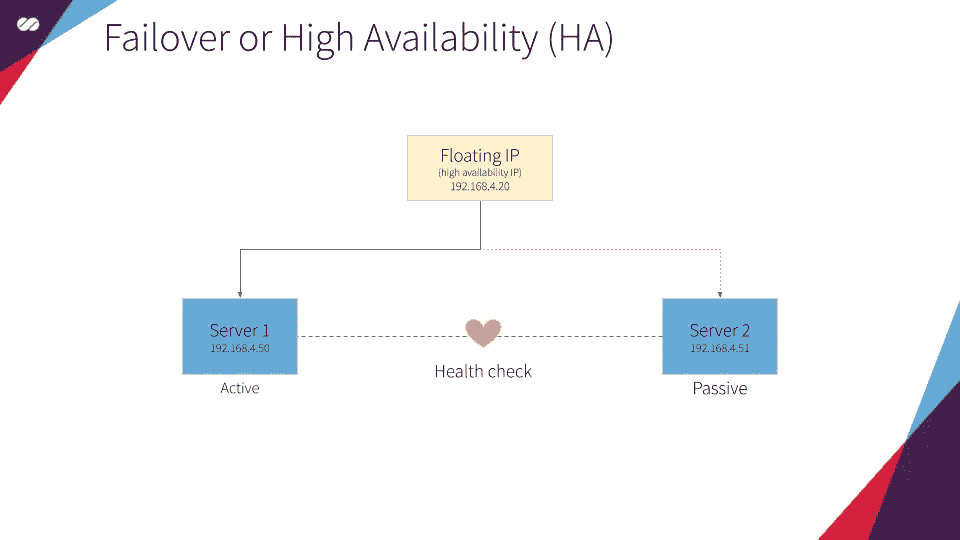 Failover or High Availability (HA)
Floating IP
(high availability IP)
192.168.4.20
Server 1
192.168.4.50
Active
Health check
Server 2
192.168.4.51
Passive